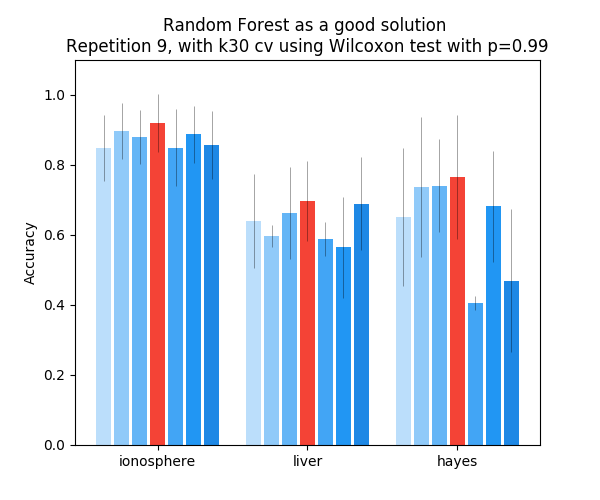 Random Forest as a good solution
Repetition 9, with k30 cv using Wilcoxon test with p=0.99
1.0
0.8
0.6
0.4
0.2
0.0
Accuracy
ionosphere
liver
hayes